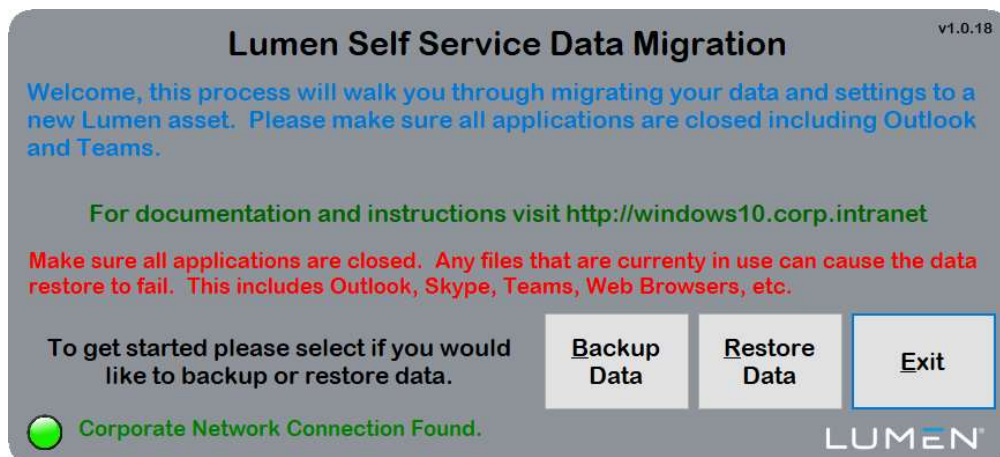 v1.0.18
Lumen Self Service Data Migration
Welcome, this process will walk you through migrating your data and settings to a
new Lumen asset.  Please make sure all applications are closed including Outlook
and Teams.
For documentation and instructions visit http://windows10.corp.intranet
Make sure all applications are closed.  Any files that are currenty in use can cause the data
restore to fail.  This includes Outlook, Skype, Teams, Web Browsers, etc.
To get started please select if you would
like to backup or restore data.
Backup
Data
Restore
Data
Exit
Corporate Network Connection Found.
LUMEN®